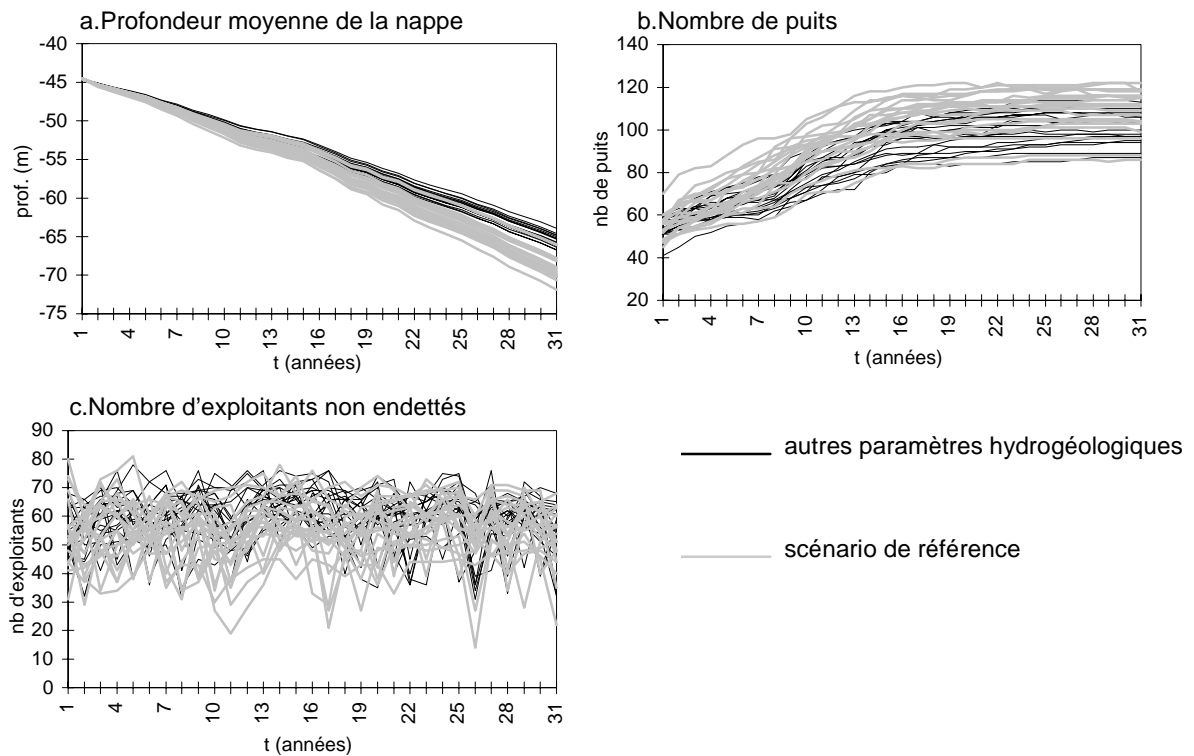 a.Profondeur moyenne de la nappe
-40
-45
-50
-55
-60
-65
-70
-75
prof. (m)
1 4 7 10 13 16 19 22 25 28 31
t (années)
b.Nombre de puits
140
120
100
80
60
40
20
nb de puits
1 4 7 10 13 16 19 22 25 28 31
t (années)
c.Nombre d'exploitants non endettés
90
80
70
60
50
40
30
20
10
0
nb d'exploitants
1 4 7 10 13 16 19 22 25 28 31
t (années)
autres paramètres hydrogéologiques
scénario de référence